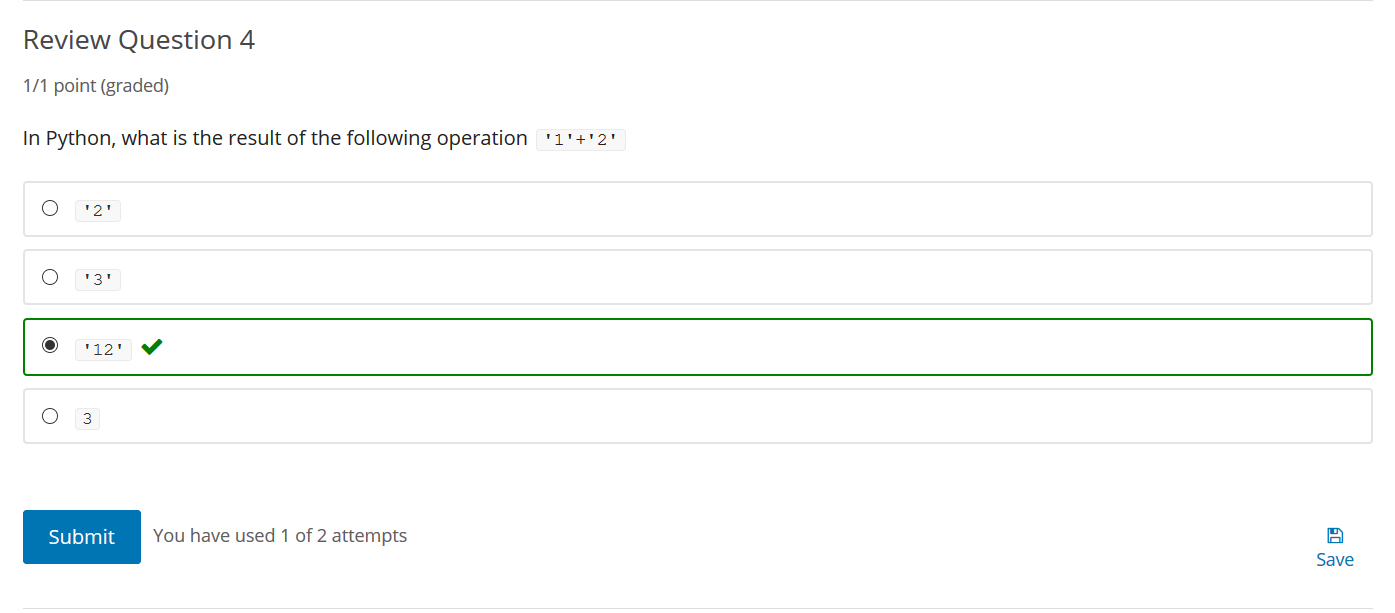 Review Question 4
1/1 point (graded)
In Python, what is the result of the following operation '1'+'2'
'2'
'3'
'12'
3
Submit You have used 1 of 2 attempts
Save